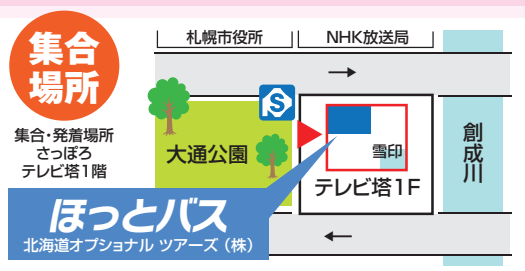 集合
場所
集合・発着場所
さっぽろ
テレビ塔1階
札幌市役所
NHK放送局
S
大通公園
雪印
テレビ塔1F
創成川
ほっとバス
北海道オプショナル ツアーズ（株）